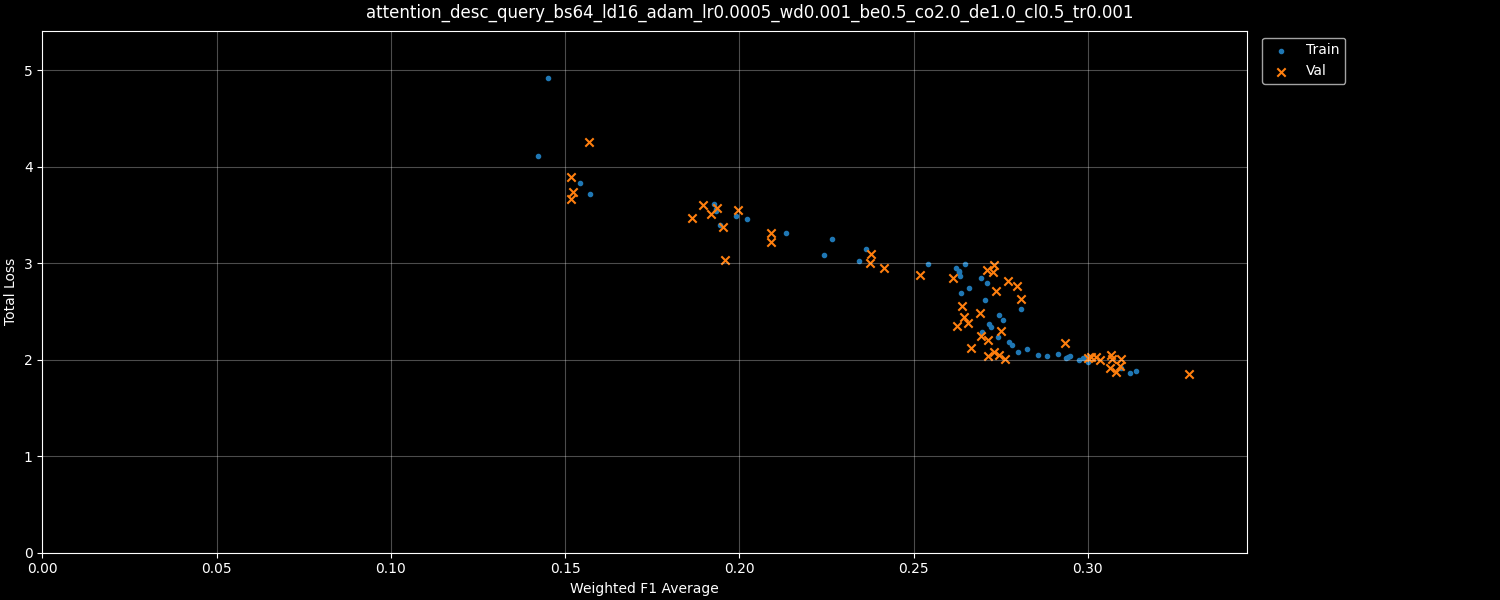 attention_desc_query_bs64_ld16_adam_lr0.0005_wd0.001_be0.5_co2.0_de1.0_cl0.5_tr0.001
Train
Val
Total Loss
5
4
3
2
1
0
0.00 0.05 0.10 0.15 0.20 0.25 0.30
Weighted F1 Average